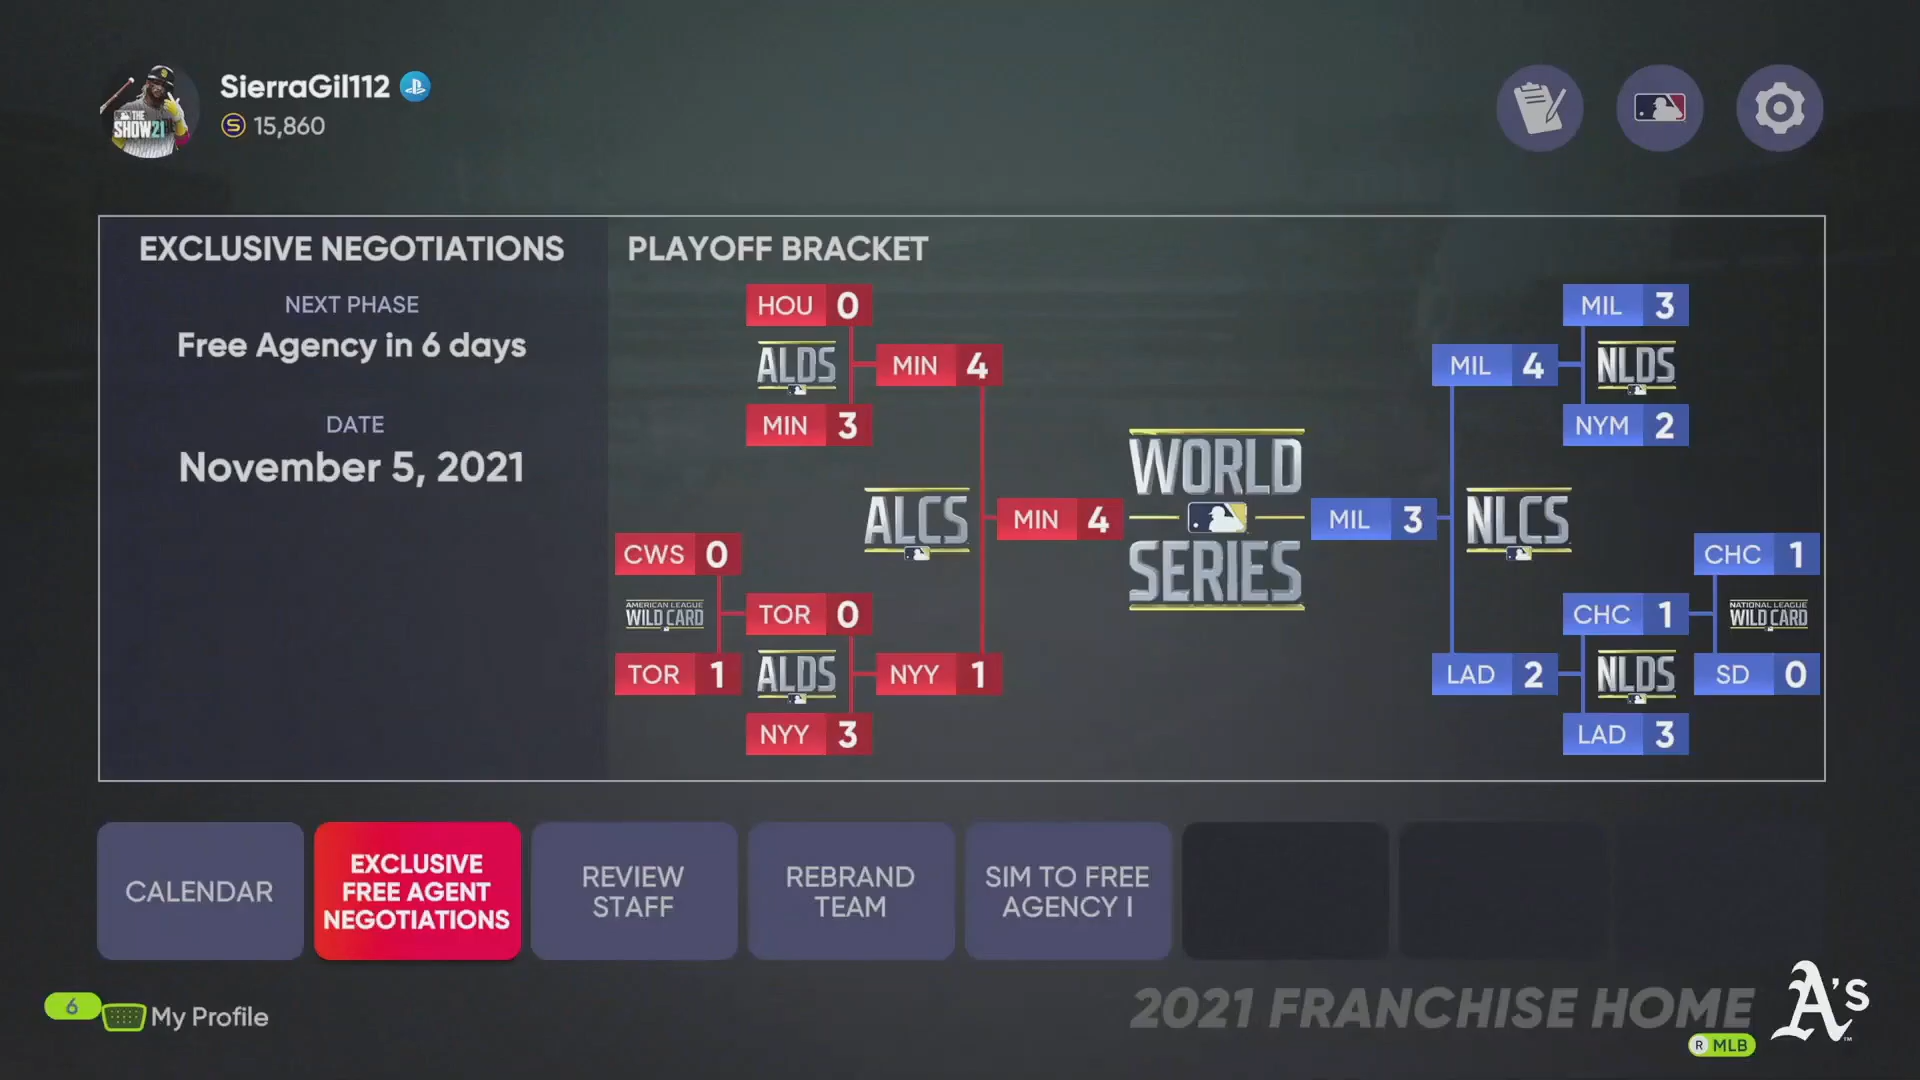 SierraGil112
15,860
THE
SHOW21
EXCLUSIVE NEGOTIATIONS
NEXT PHASE
Free Agency in 6 days
DATE
November 5, 2021
PLAYOFF BRACKET
HOU 0
ALDS
MIN 3
MIN 4
ALCS
MIN 4
CWS 0
AMERICAN LEAGUE
WILD CARD
TOR 1
TOR 0
ALDS
NYY 3
NYY 1
WORLD
SERIES
MIL 3
MIL 4
NLCS
LAD 2
MIL 3
NLDS
NYM 2
CHC 1
NLDS
LAD 3
CHC 1
NATIONAL LEAGUE
WILD CARD
SD 0
CALENDAR
EXCLUSIVE
FREE AGENT
NEGOTIATIONS
REVIEW
STAFF
REBRAND
TEAM
SIM TO FREE
AGENCY I
6
My Profile
2021 FRANCHISE HOME
A's
R MLB